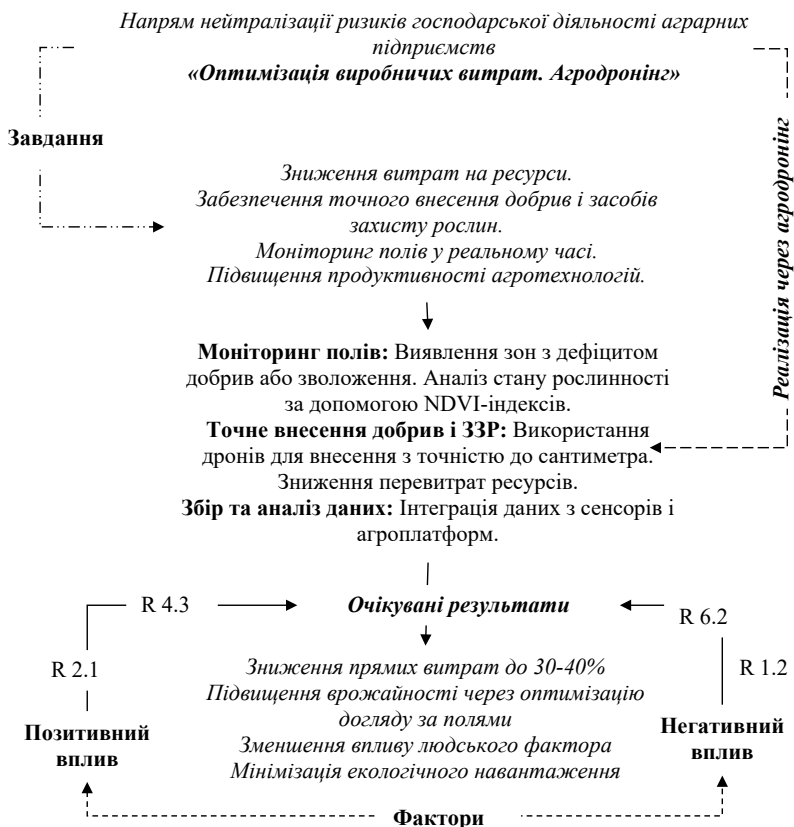 Напрям нейтралізації ризиків господарської діяльності аграрних
підприємств
«Оптимізація виробничих витрат. Агродронінг»
Завдання
Реалізація через агродронінг
Зниження витрат на ресурси.
Забезпечення точного внесення добрив і засобів
захисту рослин.
Моніторинг полів у реальному часі.
Підвищення продуктивності агротехнологій.
Моніторинг полів: Виявлення зон з дефіцитом
добрив або зволоження. Аналіз стану рослинності
за допомогою NDVI-індексів.
Точне внесення добрив і ЗЗР: Використання
дронів для внесення з точністю до сантиметра.
Зниження перевитрат ресурсів.
Збір та аналіз даних: Інтеграція даних з сенсорів і
агроплатформ.
R 4.3
Очікувані результати
R 6.2
R 2.1
R 1.2
Зниження прямих витрат до 30-40%
Підвищення врожайності через оптимізацію
догляду за полями
Зменшення впливу людського фактора
Мінімізація екологічного навантаження
Позитивний
вплив
Негативний
вплив
Фактори